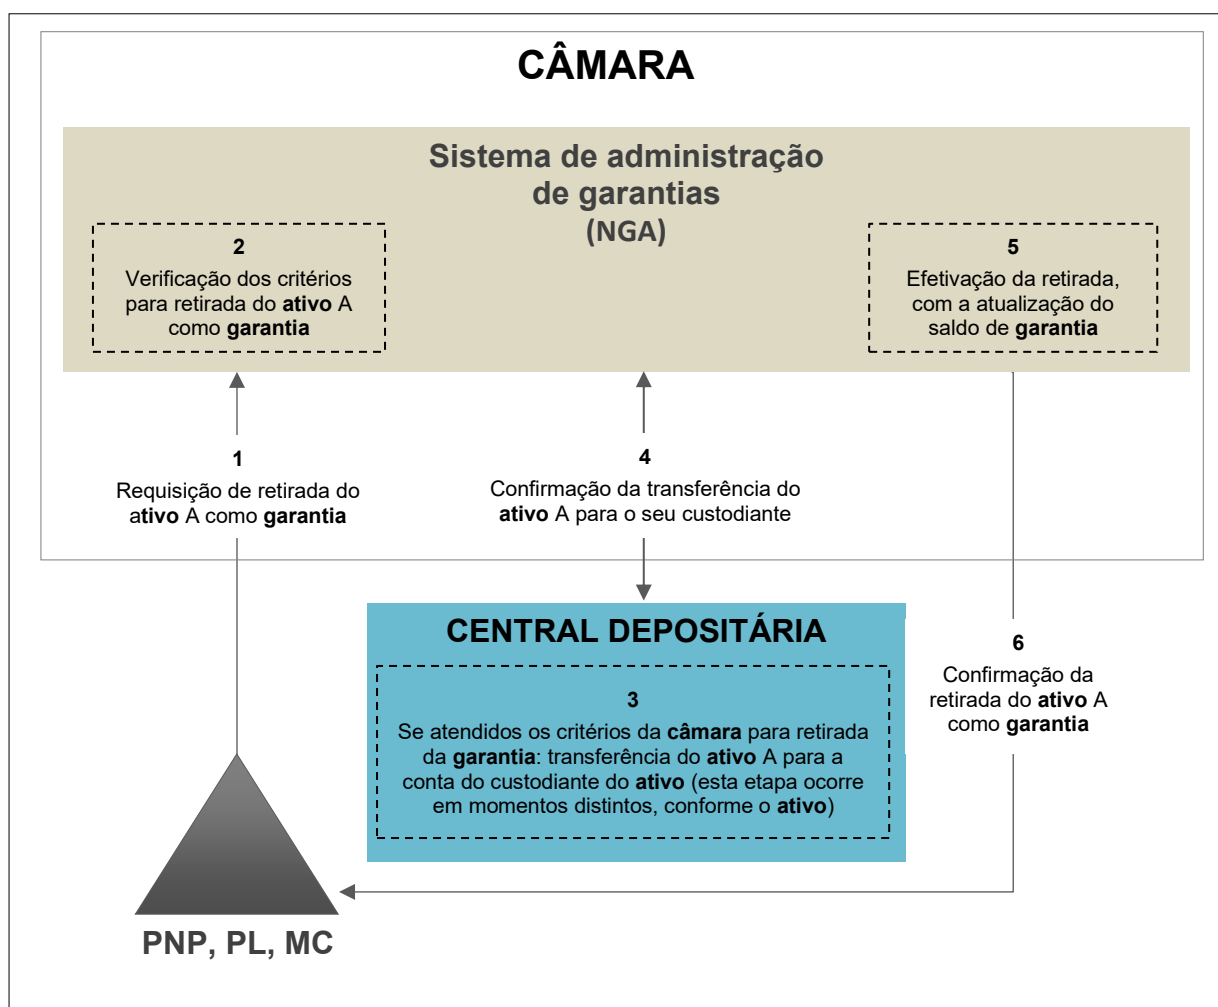 CÂMARA
Sistema de administração
de garantias
(NGA)
2
Verificação dos critérios
para retirada do ativo A
como garantia
5
Efetivação da retirada,
com a atualização do
saldo de garantia
1
Requisição de retirada do
ativo A como garantia
4
Confirmação da transferência do
ativo A para o seu custodiante
CENTRAL DEPOSITÁRIA
3
Se atendidos os critérios da câmara para retirada
da garantia: transferência do ativo A para a
conta do custodiante do ativo (esta etapa ocorre
em momentos distintos, conforme o ativo)
6
Confirmação da
retirada do ativo A
como garantia
PNP, PL, MC